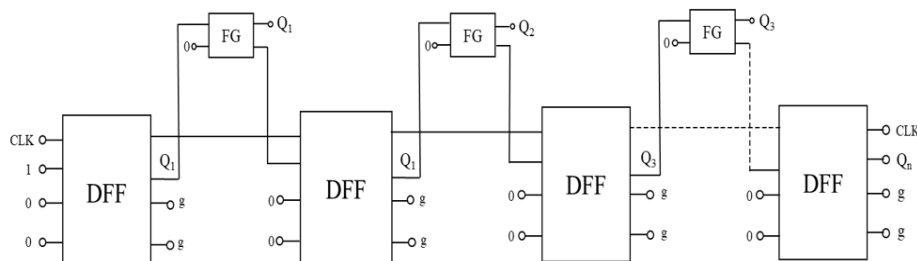 FG Q1 FG Q2 FG Q3
0 0 0
CLK CLK
Q1 Q1 Q3 Qn
1
DFF DFF DFF DFF
0 g 0 g 0 g 0 g
0 g 0 g 0 g 0 g